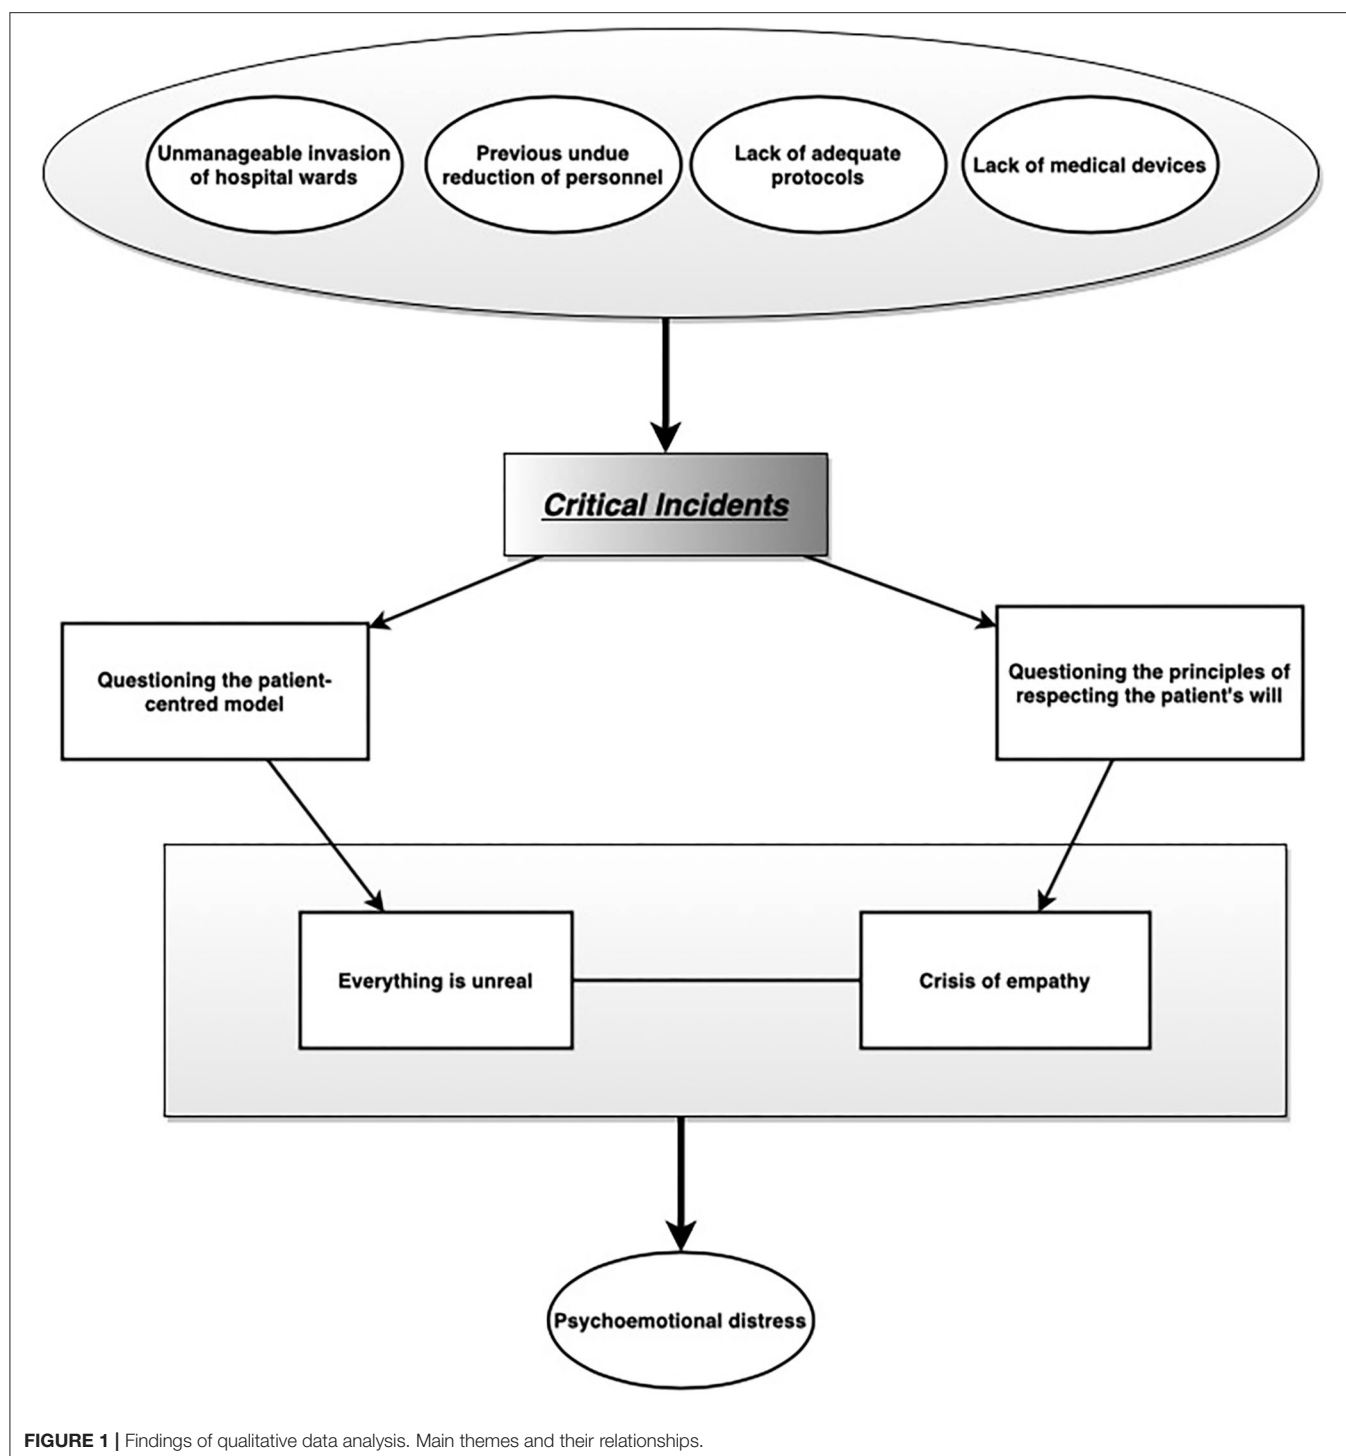 Unmanageable invasion
of hospital wards
Previous undue
reduction of personnel
Lack of adequate
protocols
Lack of medical devices
Critical Incidents
Questioning the patient-
centred model
Questioning the principles of
respecting the patient's will
Everything is unreal
Crisis of empathy
Psychoemotional distress
FIGURE 1 | Findings of qualitative data analysis. Main themes and their relationships.